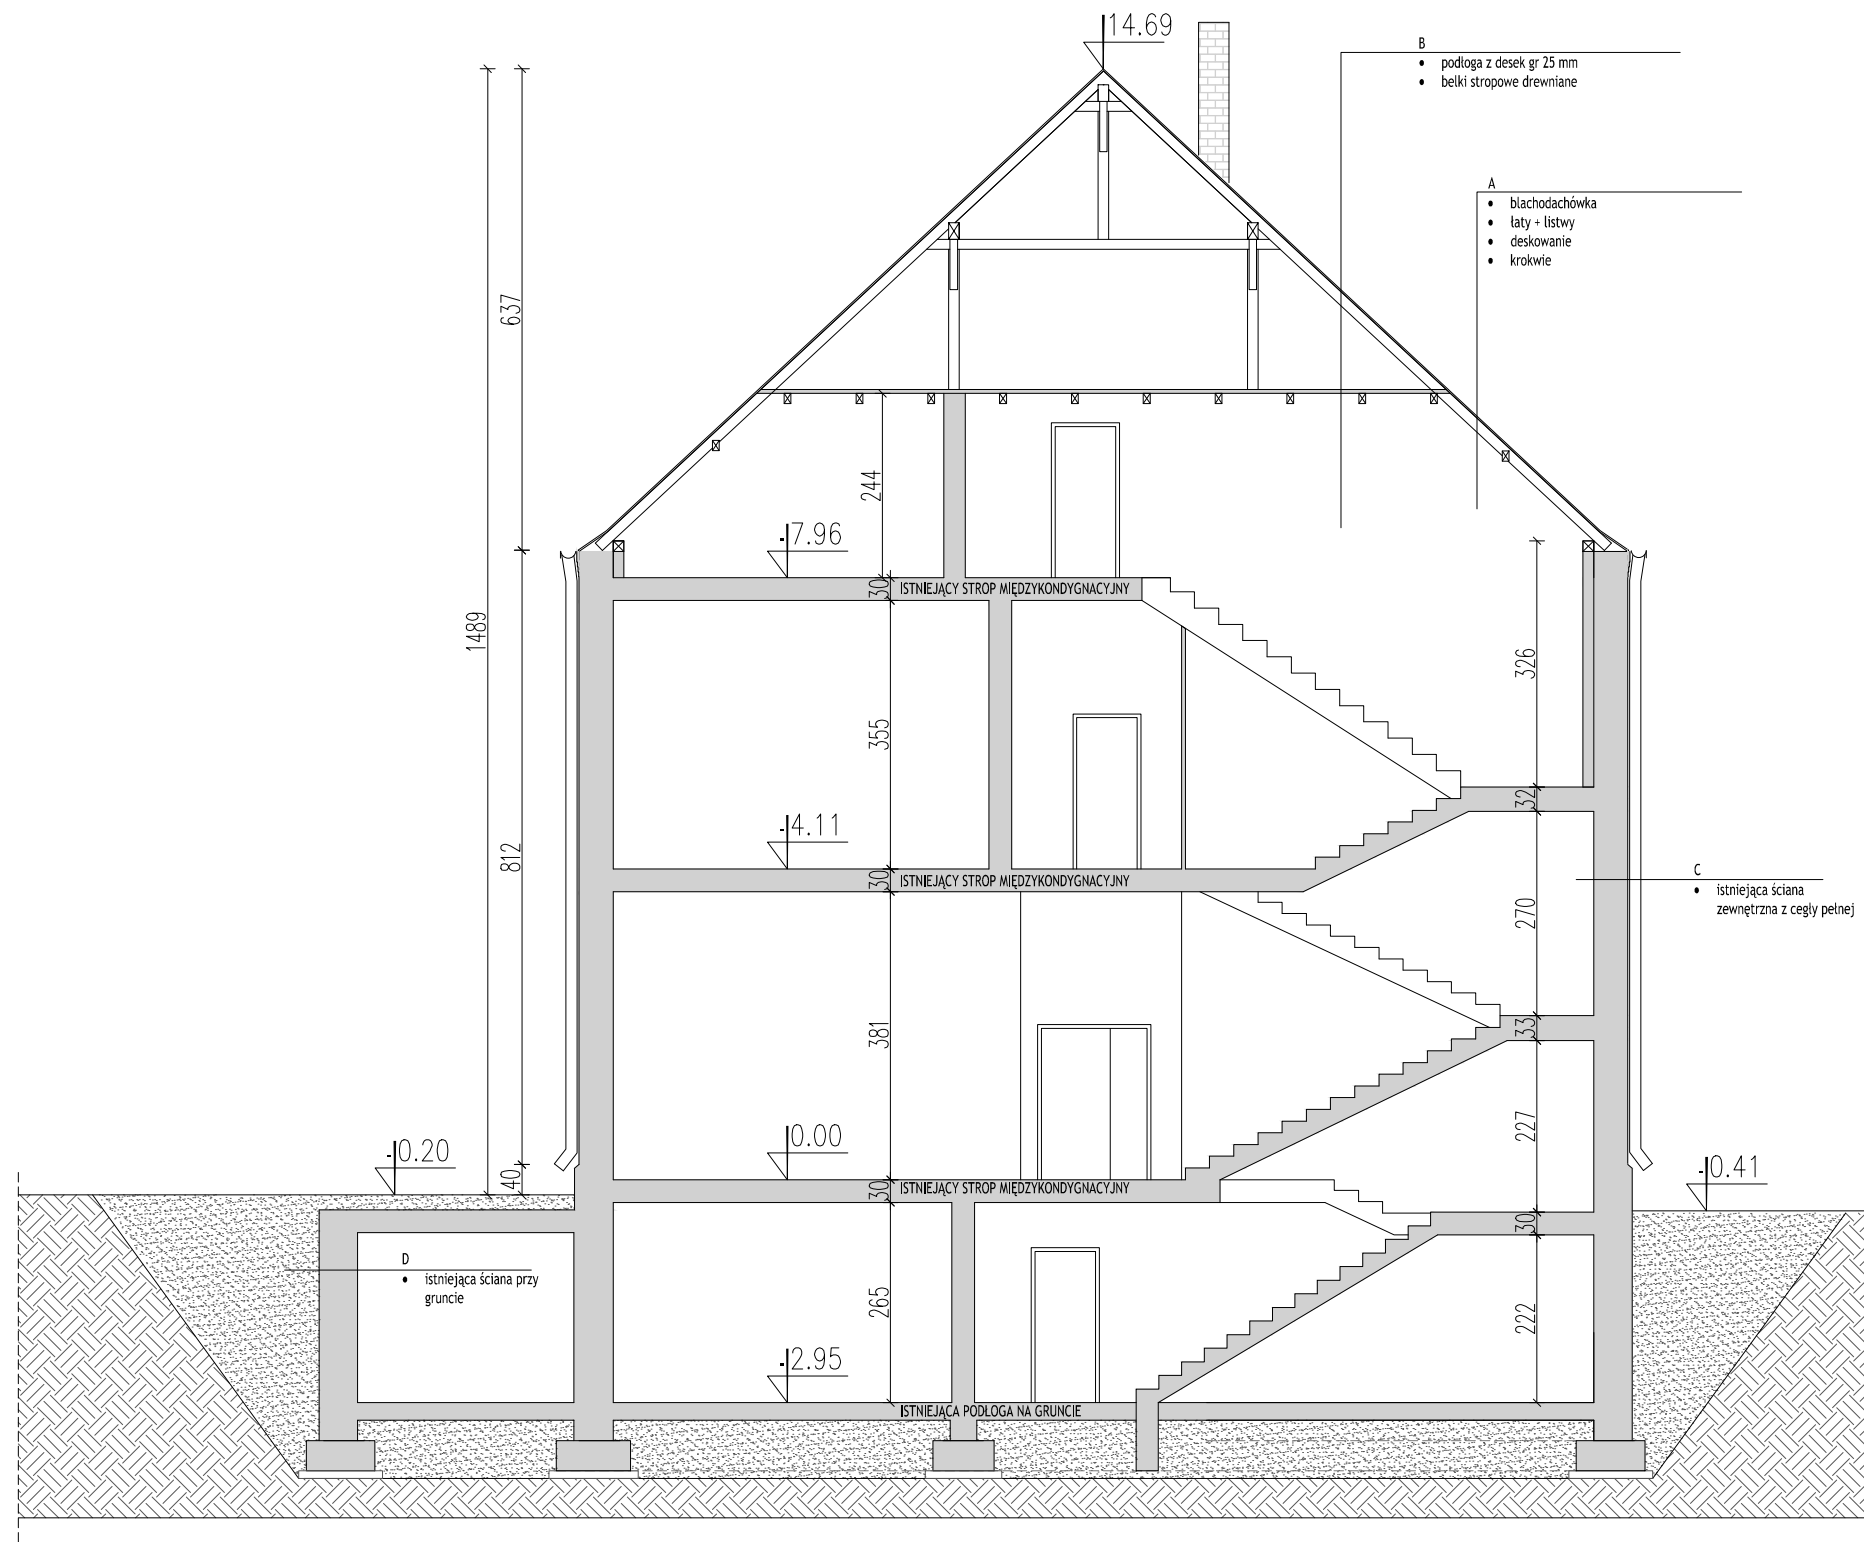 14.69
B
• podłoga z desek gr 25 mm
• belki stropowe drewniane
A
• blachodachówka
• łaty + listwy
• deskowanie
• krokwie
637
244
-7.96
30
ISTNIEJĄCY STROP MIĘDZYKONDYGNACYJNY
1489
326
355
32
-4.11
812
30
ISTNIEJĄCY STROP MIĘDZYKONDYGNACYJNY
C
• istniejąca ściana
zewnętrzna z cegły pełnej
270
381
33
227
-0.20
-0.00
-0.41
40
30
ISTNIEJĄCY STROP MIĘDZYKONDYGNACYJNY
30
D
• istniejąca ściana przy
gruncie
265
222
-2.95
ISTNIEJĄCA PODŁOGA NA GRUNCIE